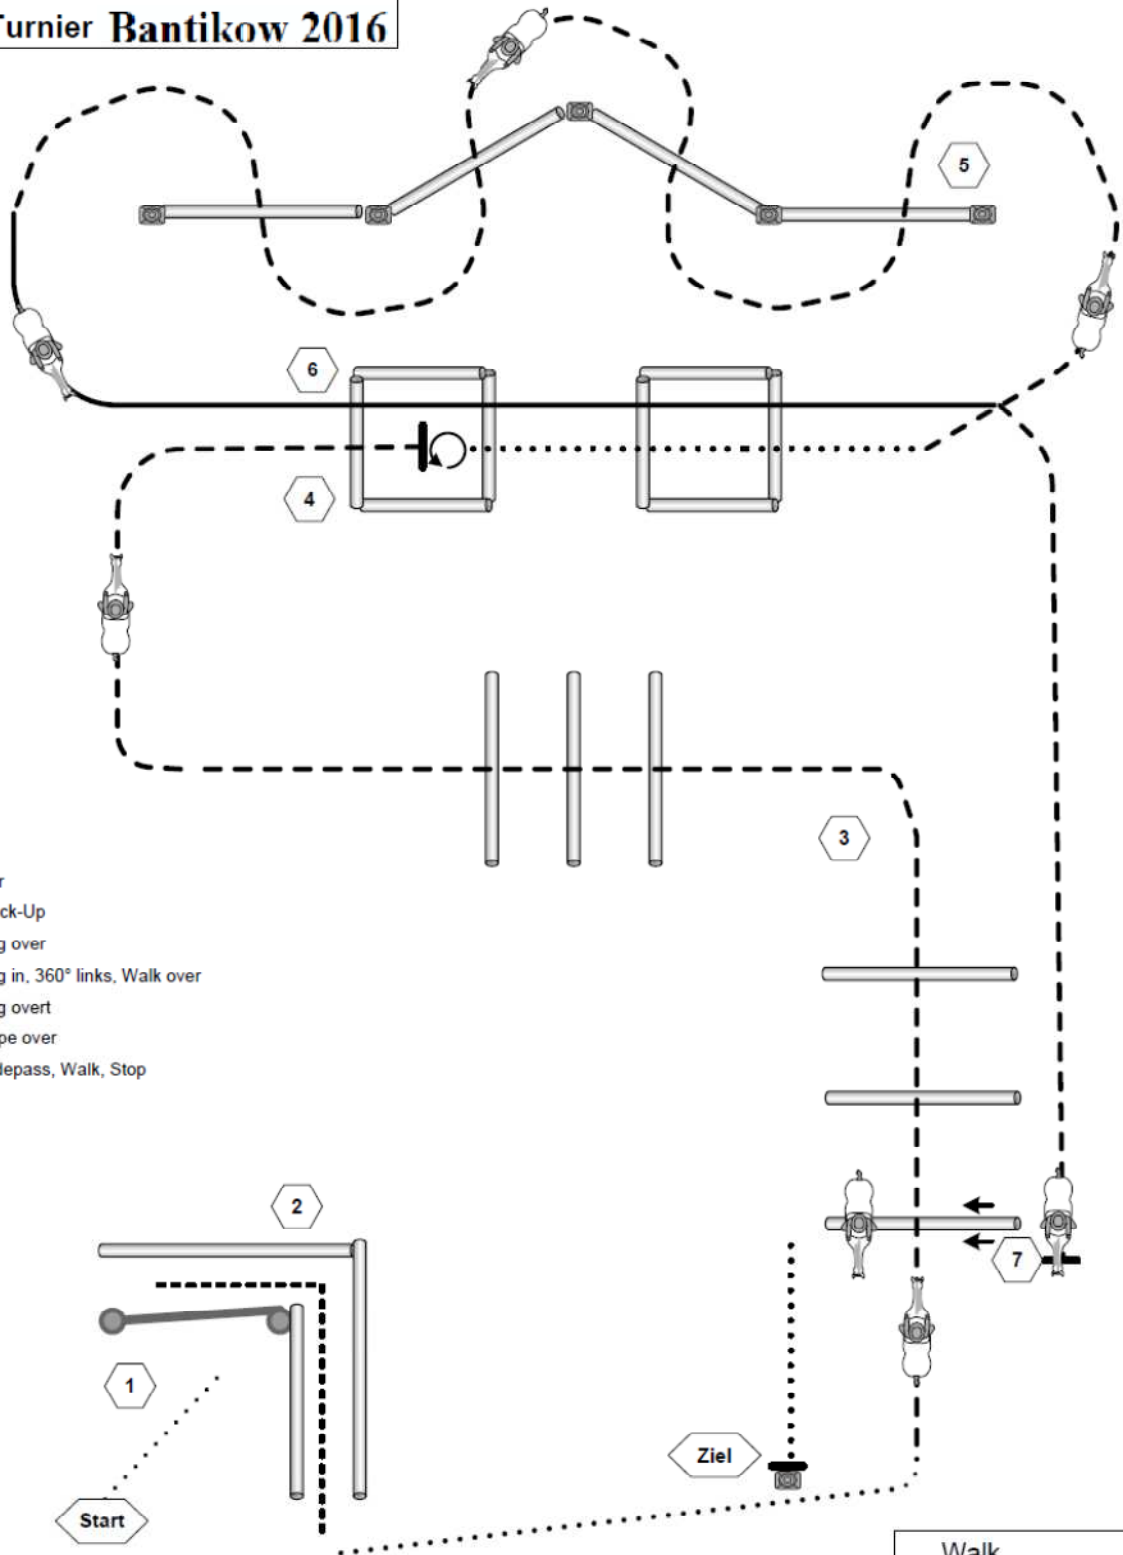 Turnier Bantikow 2016
5
6
4
3
r
ck-Up
g over
g in, 360° links, Walk over
g overt
pe over
depass, Walk, Stop
2
7
1
Ziel
Start
Walk